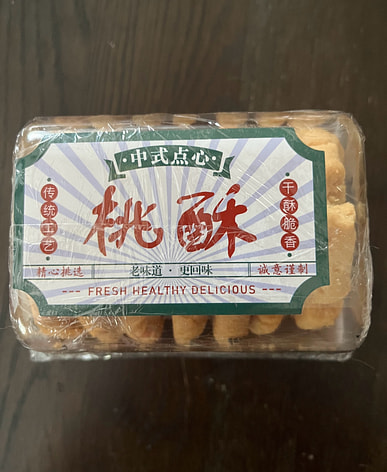 ·中式点心·
传统工艺
桃酥
干酥脆香
精心挑选
老味道·更回味
诚意谨制
--- FRESH HEALTHY DELICIOUS ---